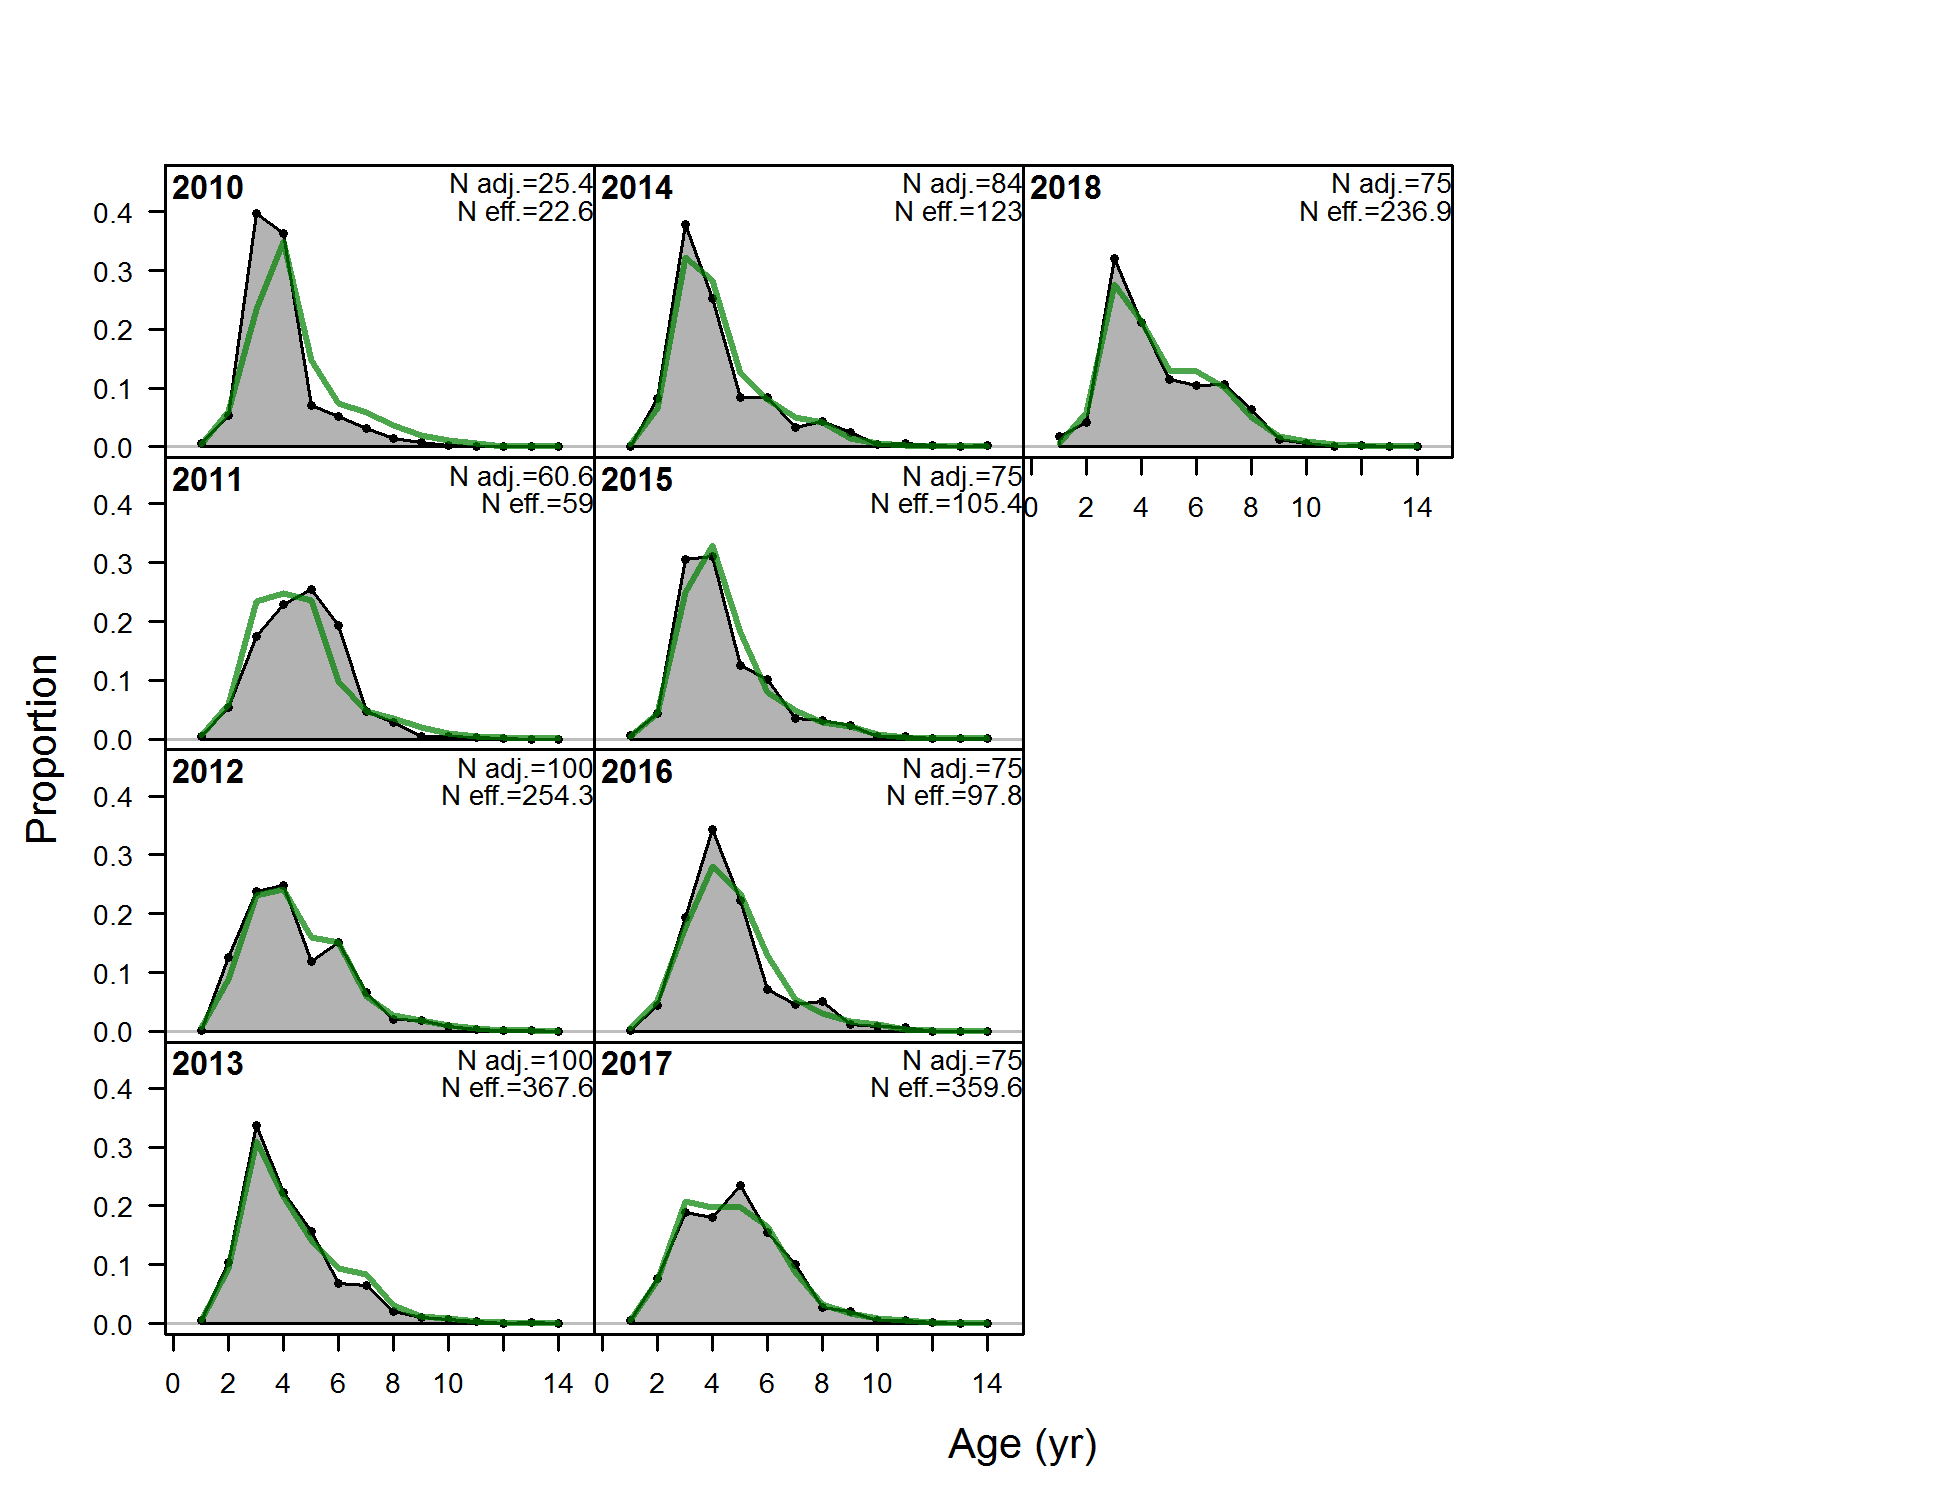 2010
N adj.=25.4
N eff.=22.6
2014
N adj.=84
N eff.=123
2018
N adj.=75
N eff.=236.9
0.4
0.3
0.2
0.1
0.0
2011
N adj.=60.6
N eff.=59
2015
N adj.=75
N eff.=105.4
0 2 4 6 8 10 14
0.4
0.3
0.2
0.1
0.0
2012
N adj.=100
N eff.=254.3
2016
N adj.=75
N eff.=97.8
0.4
0.3
0.2
0.1
0.0
2013
N adj.=100
N eff.=367.6
2017
N adj.=75
N eff.=359.6
0.4
0.3
0.2
0.1
0.0
0 2 4 6 8 10 14
0 2 4 6 8 10 14
Proportion
Age (yr)